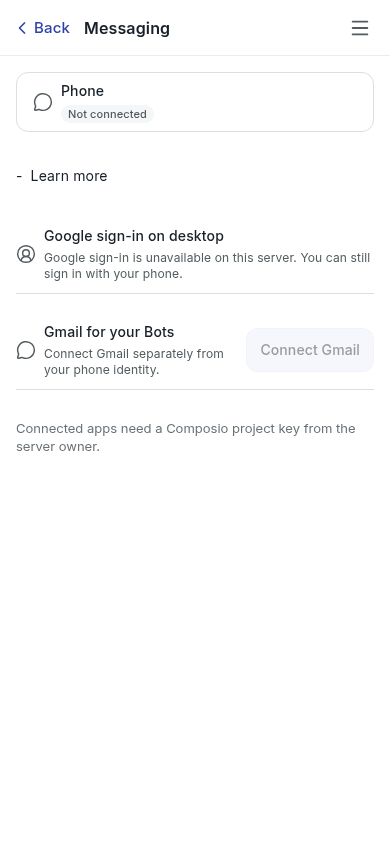 Back Messaging
Phone
Not connected
- Learn more
Google sign-in on desktop
Google sign-in is unavailable on this server. You can still
sign in with your phone.
Gmail for your Bots
Connect Gmail separately from
your phone identity.
Connect Gmail
Connected apps need a Composio project key from the
server owner.